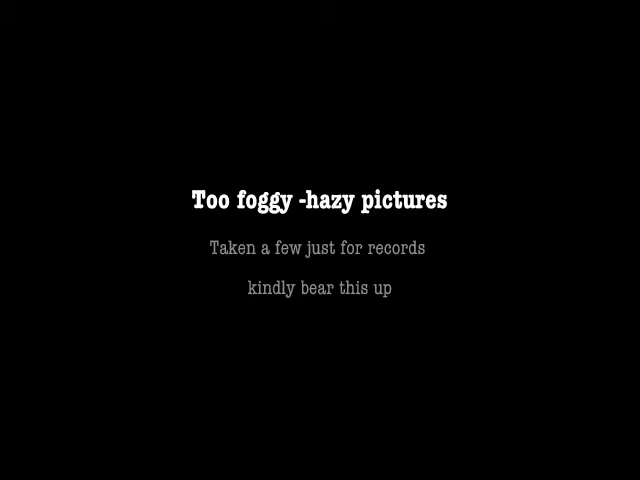 Too foggy -hazy pictures
Taken a few just for records
kindly bear this up